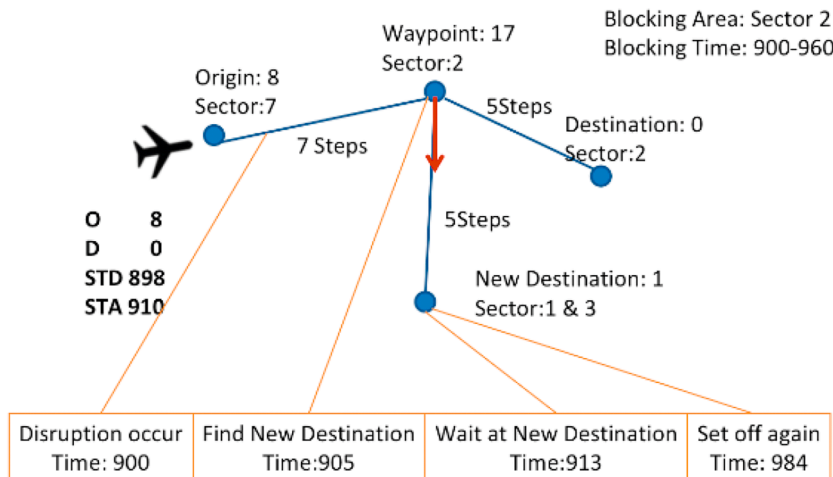 Blocking Area: Sector 2
Blocking Time: 900-960
Waypoint: 17
Sector:2
Origin: 8
Sector:7
7 Steps
5Steps
Destination: 0
Sector:2
O 8
D 0
STD 898
STA 910
5Steps
New Destination: 1
Sector:1 & 3
Disruption occur
Time: 900
Find New Destination
Time:905
Wait at New Destination
Time:913
Set off again
Time: 984